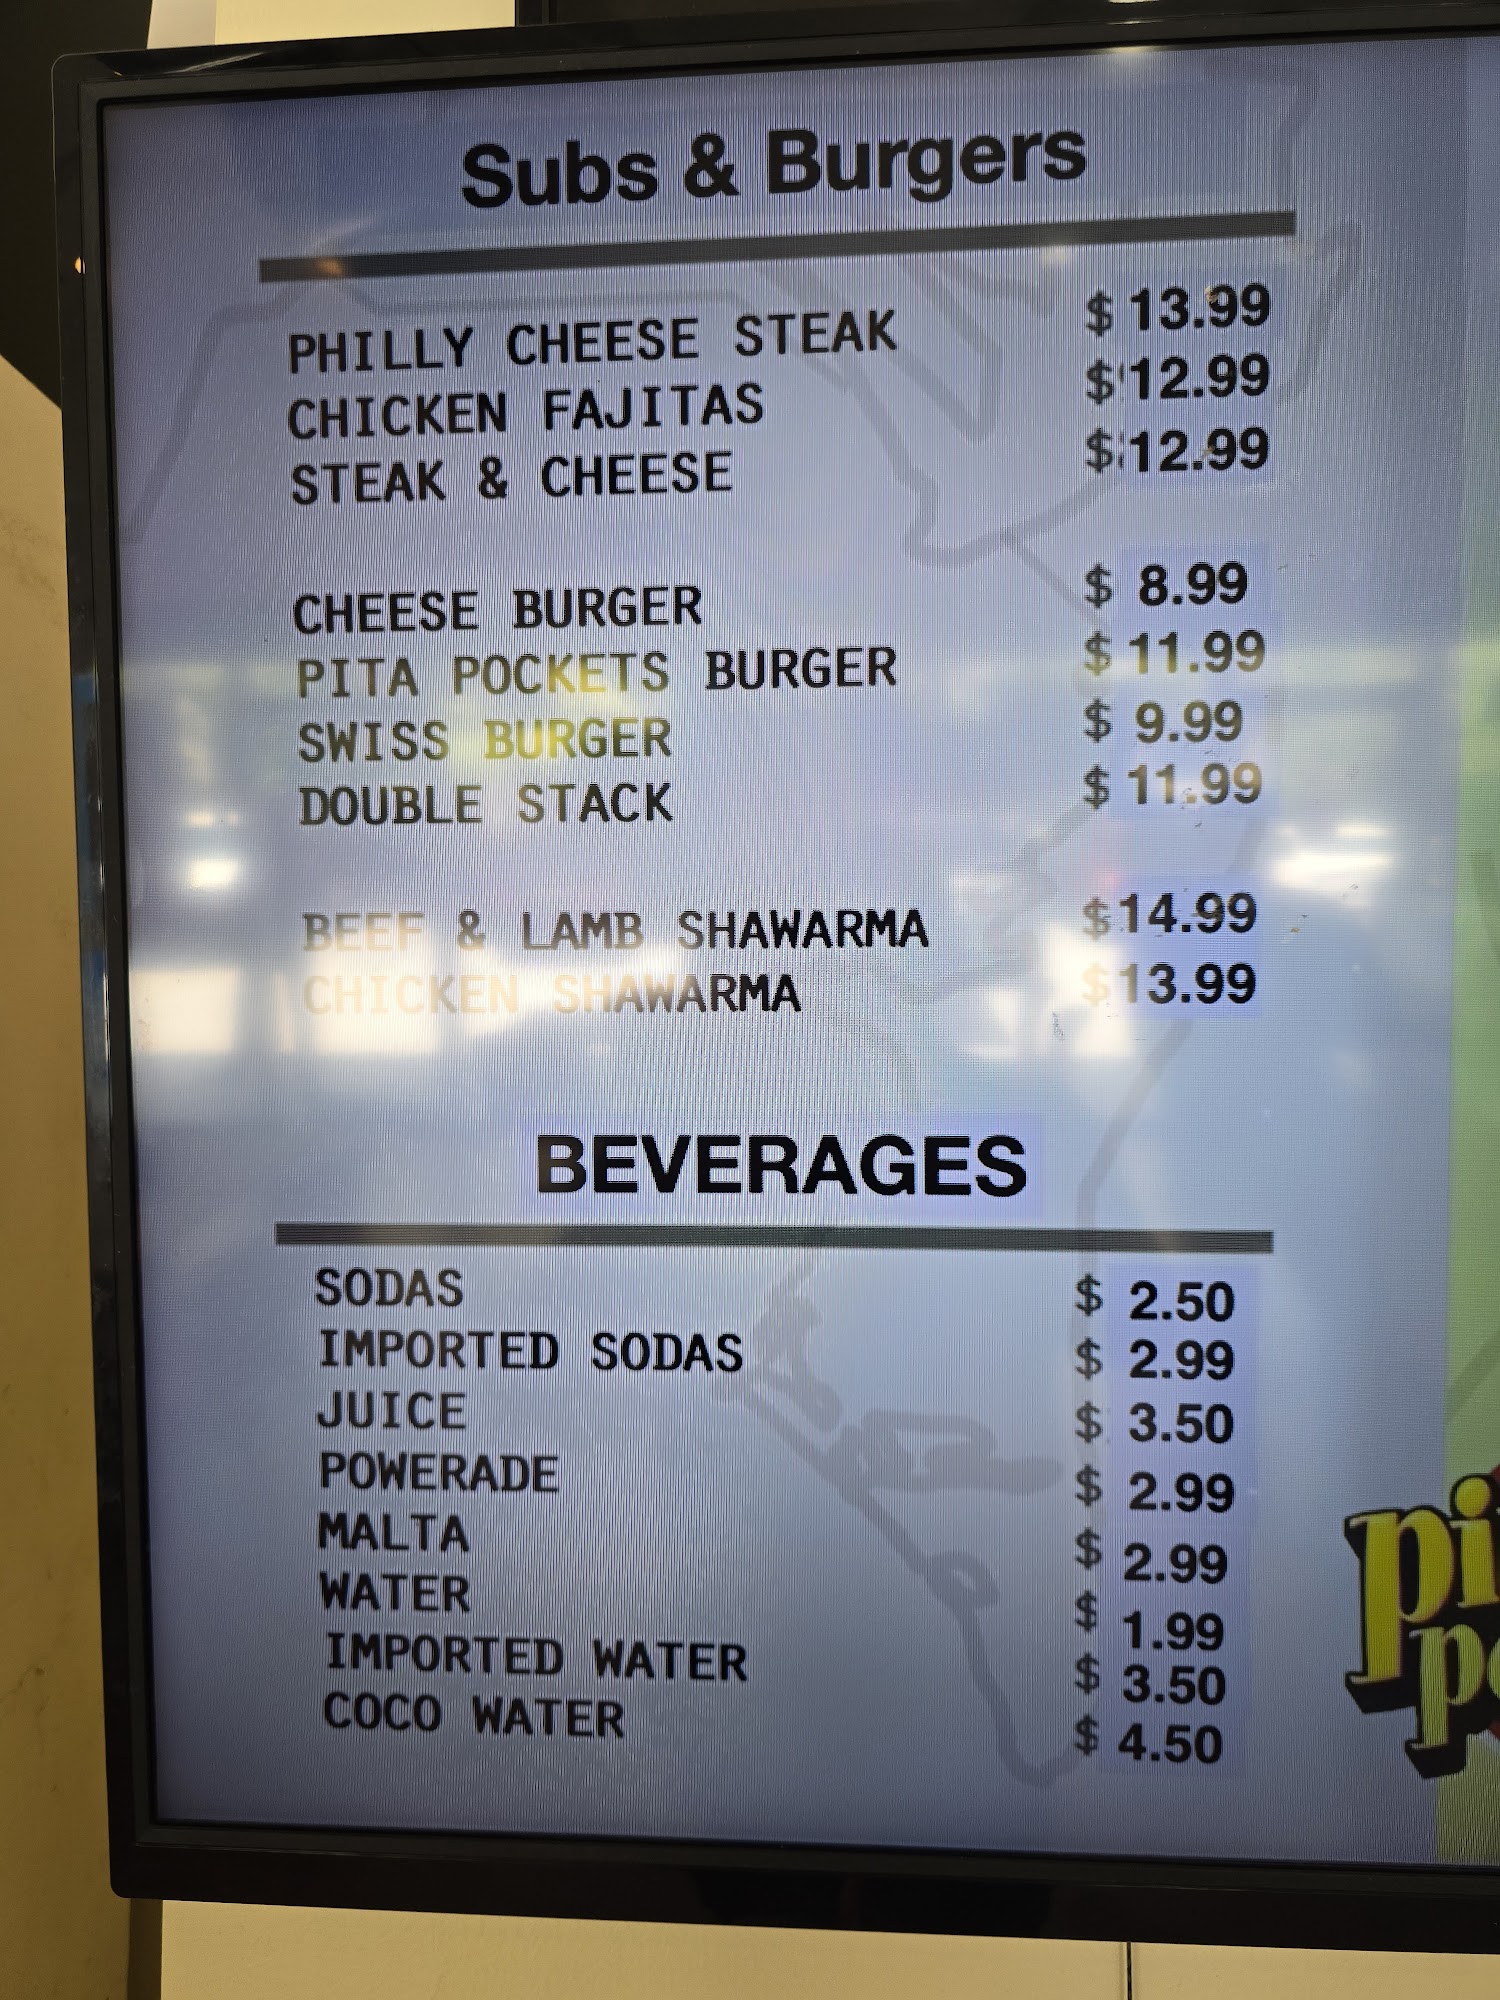 Subs & Burgers
PHILLY CHEESE STEAK $ 13.99
CHICKEN FAJITAS $ 12.99
STEAK & CHEESE $ 12.99
CHEESE BURGER $ 8.99
PITA POCKETS BURGER $ 11.99
SWISS BURGER $ 9.99
DOUBLE STACK $ 11.99
BEEF & LAMB SHAWARMA $ 14.99
CHICKEN SHAWARMA $ 13.99
BEVERAGES
SODAS $ 2.50
IMPORTED SODAS $ 2.99
JUICE $ 3.50
POWERADE $ 2.99
MALTA $ 2.99
WATER $ 1.99
IMPORTED WATER $ 3.50
COCO WATER $ 4.50